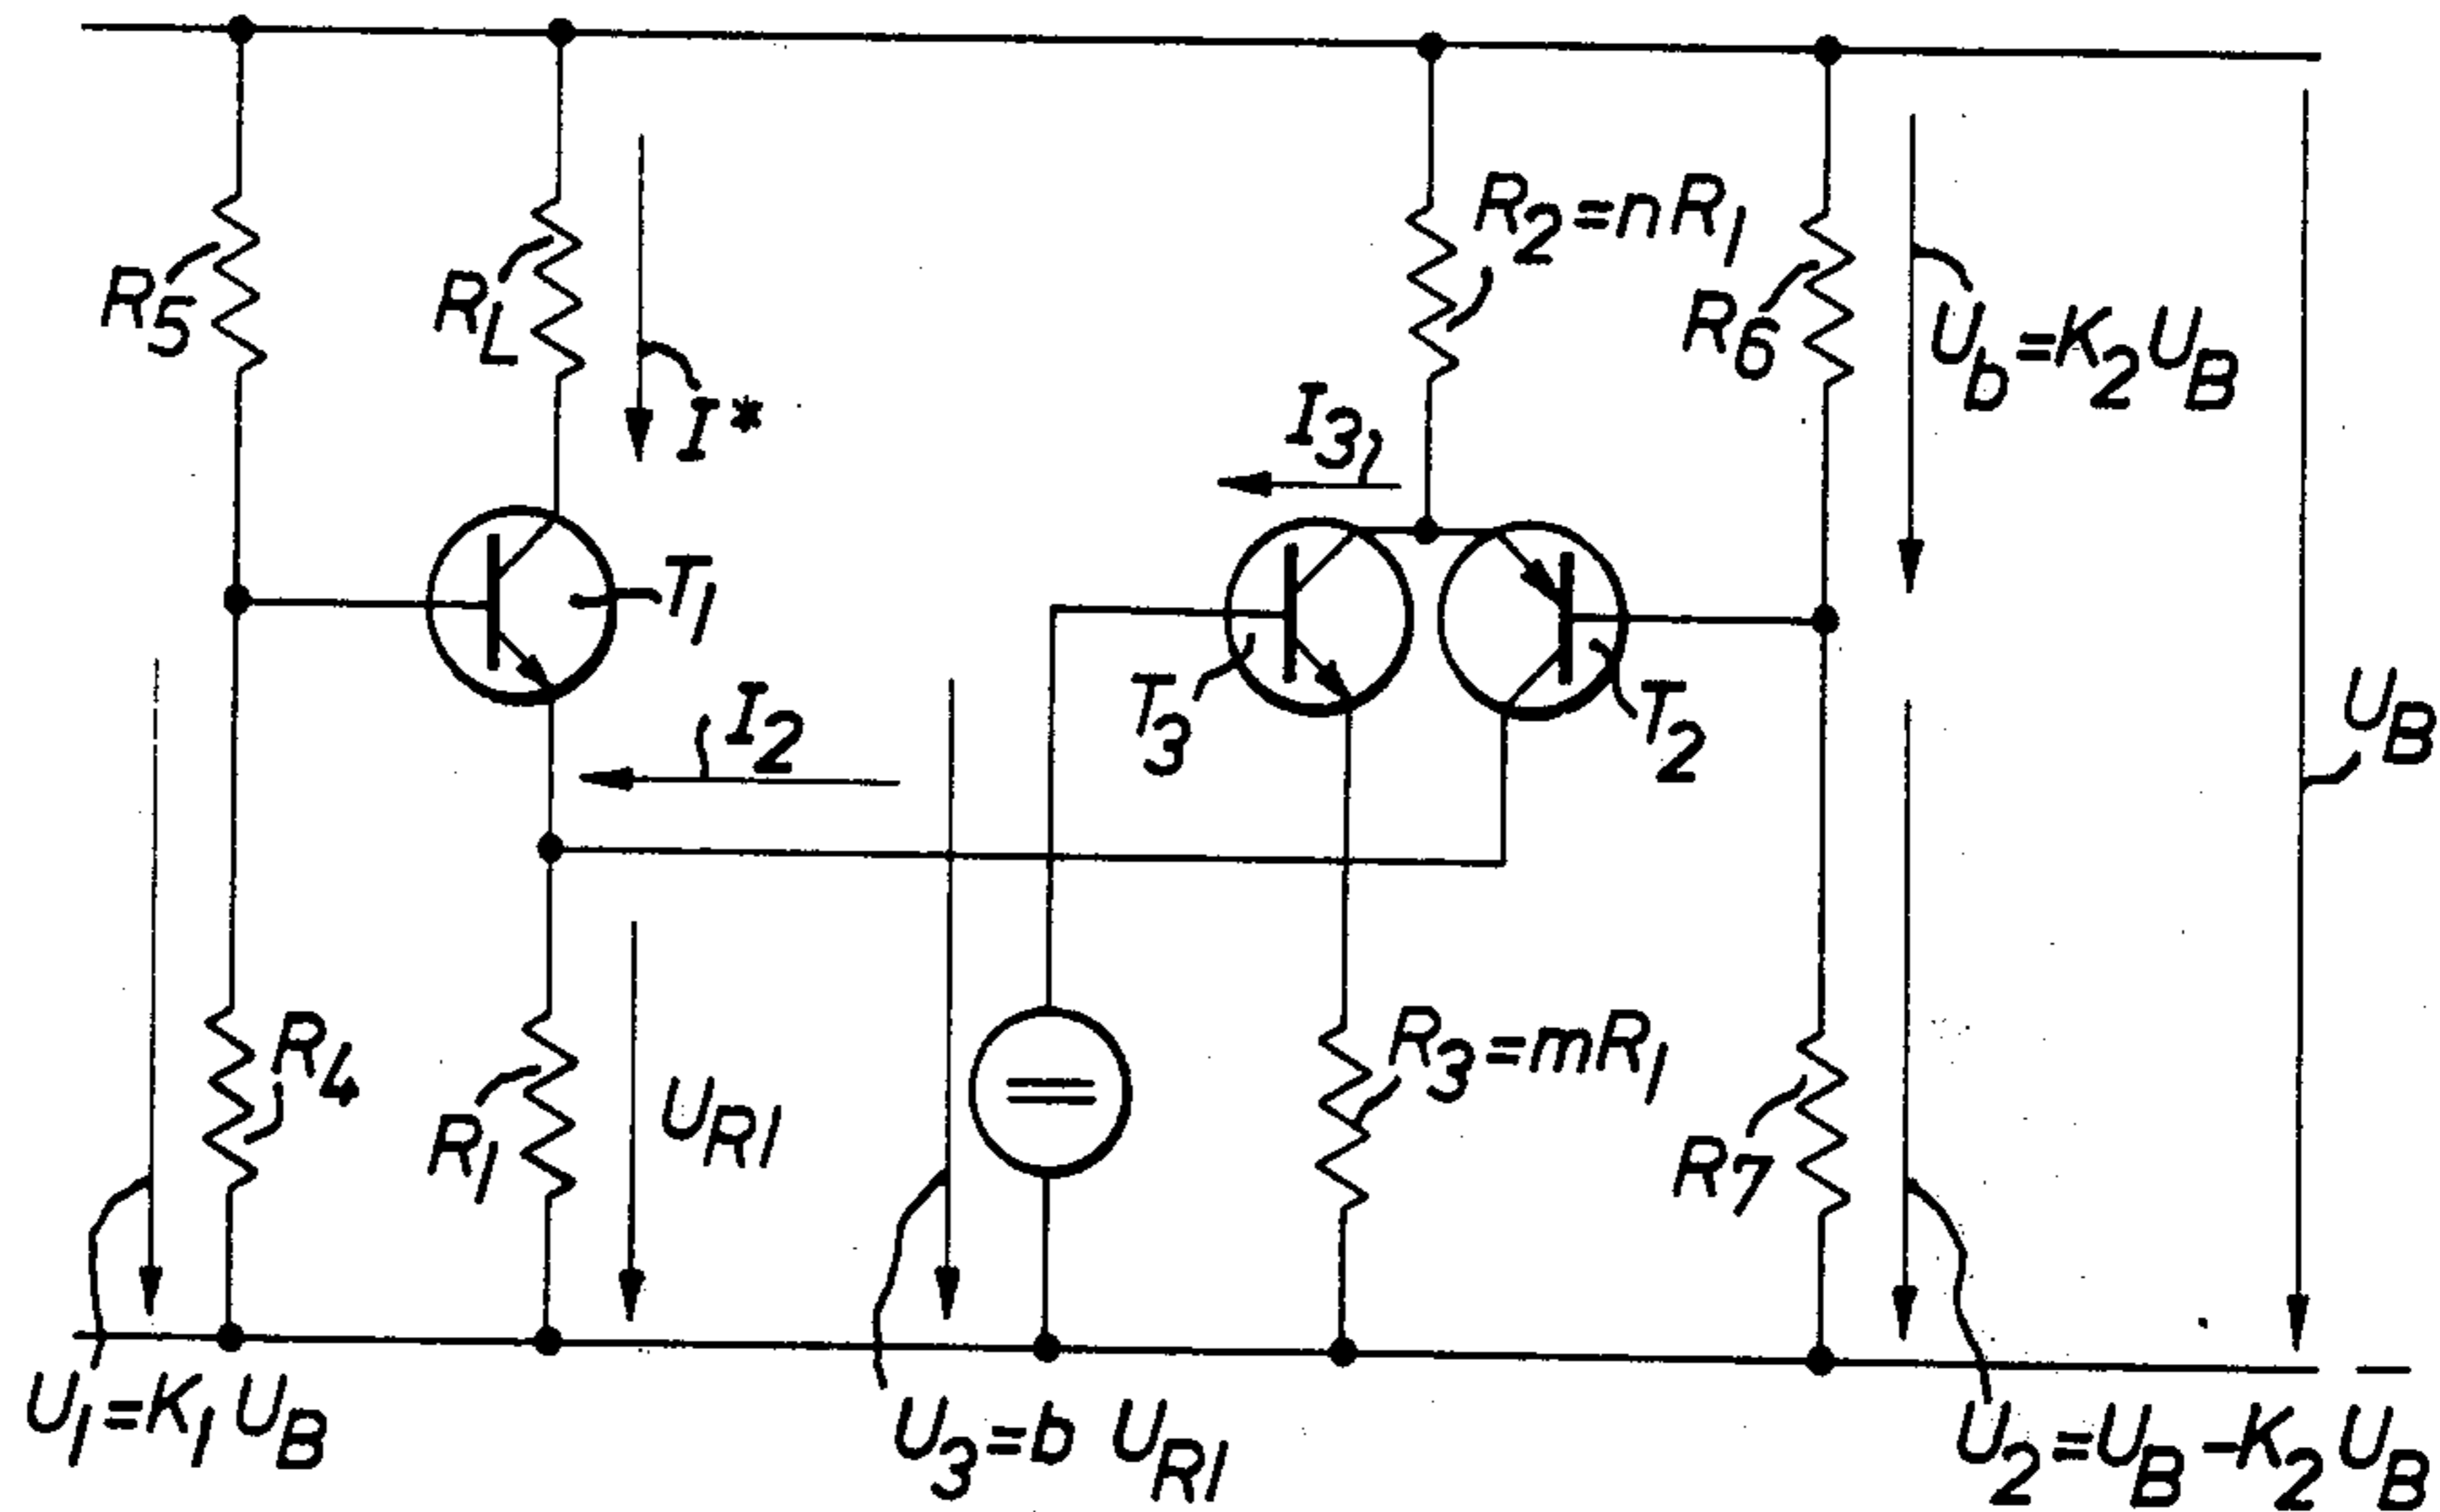 R2=nR1
R5
RL
R6
Ub=K2UB
I*
I3
T1
T3
T2
I2
UB
R4
R3=mR1
R1
UR1
R7
U1=K1UB
U3=b UR1
U2=UB-K2UB